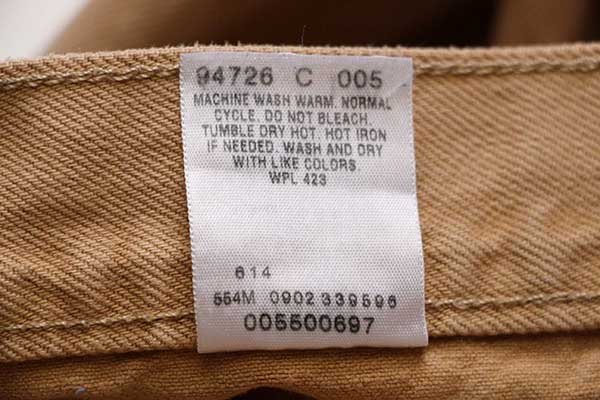 94726 C 005
MACHINE WASH WARM. NORMAL
CYCLE. DO NOT BLEACH.
TUMBLE DRY HOT. HOT IRON
IF NEEDED. WASH AND DRY
WITH LIKE COLORS.
WPL 423
614
554M 0902 339596
005500697